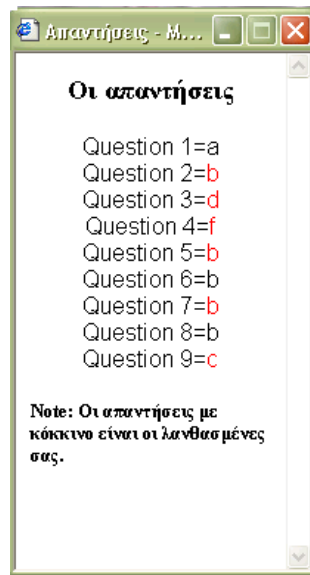 Απαντήσεις - M...
Οι απαντήσεις
Question 1=a
Question 2=b
Question 3=d
Question 4=f
Question 5=b
Question 6=b
Question 7=b
Question 8=b
Question 9=c
Note: Οι απαντήσεις με
κόκκινο είναι οι λανθασμένες
σας.